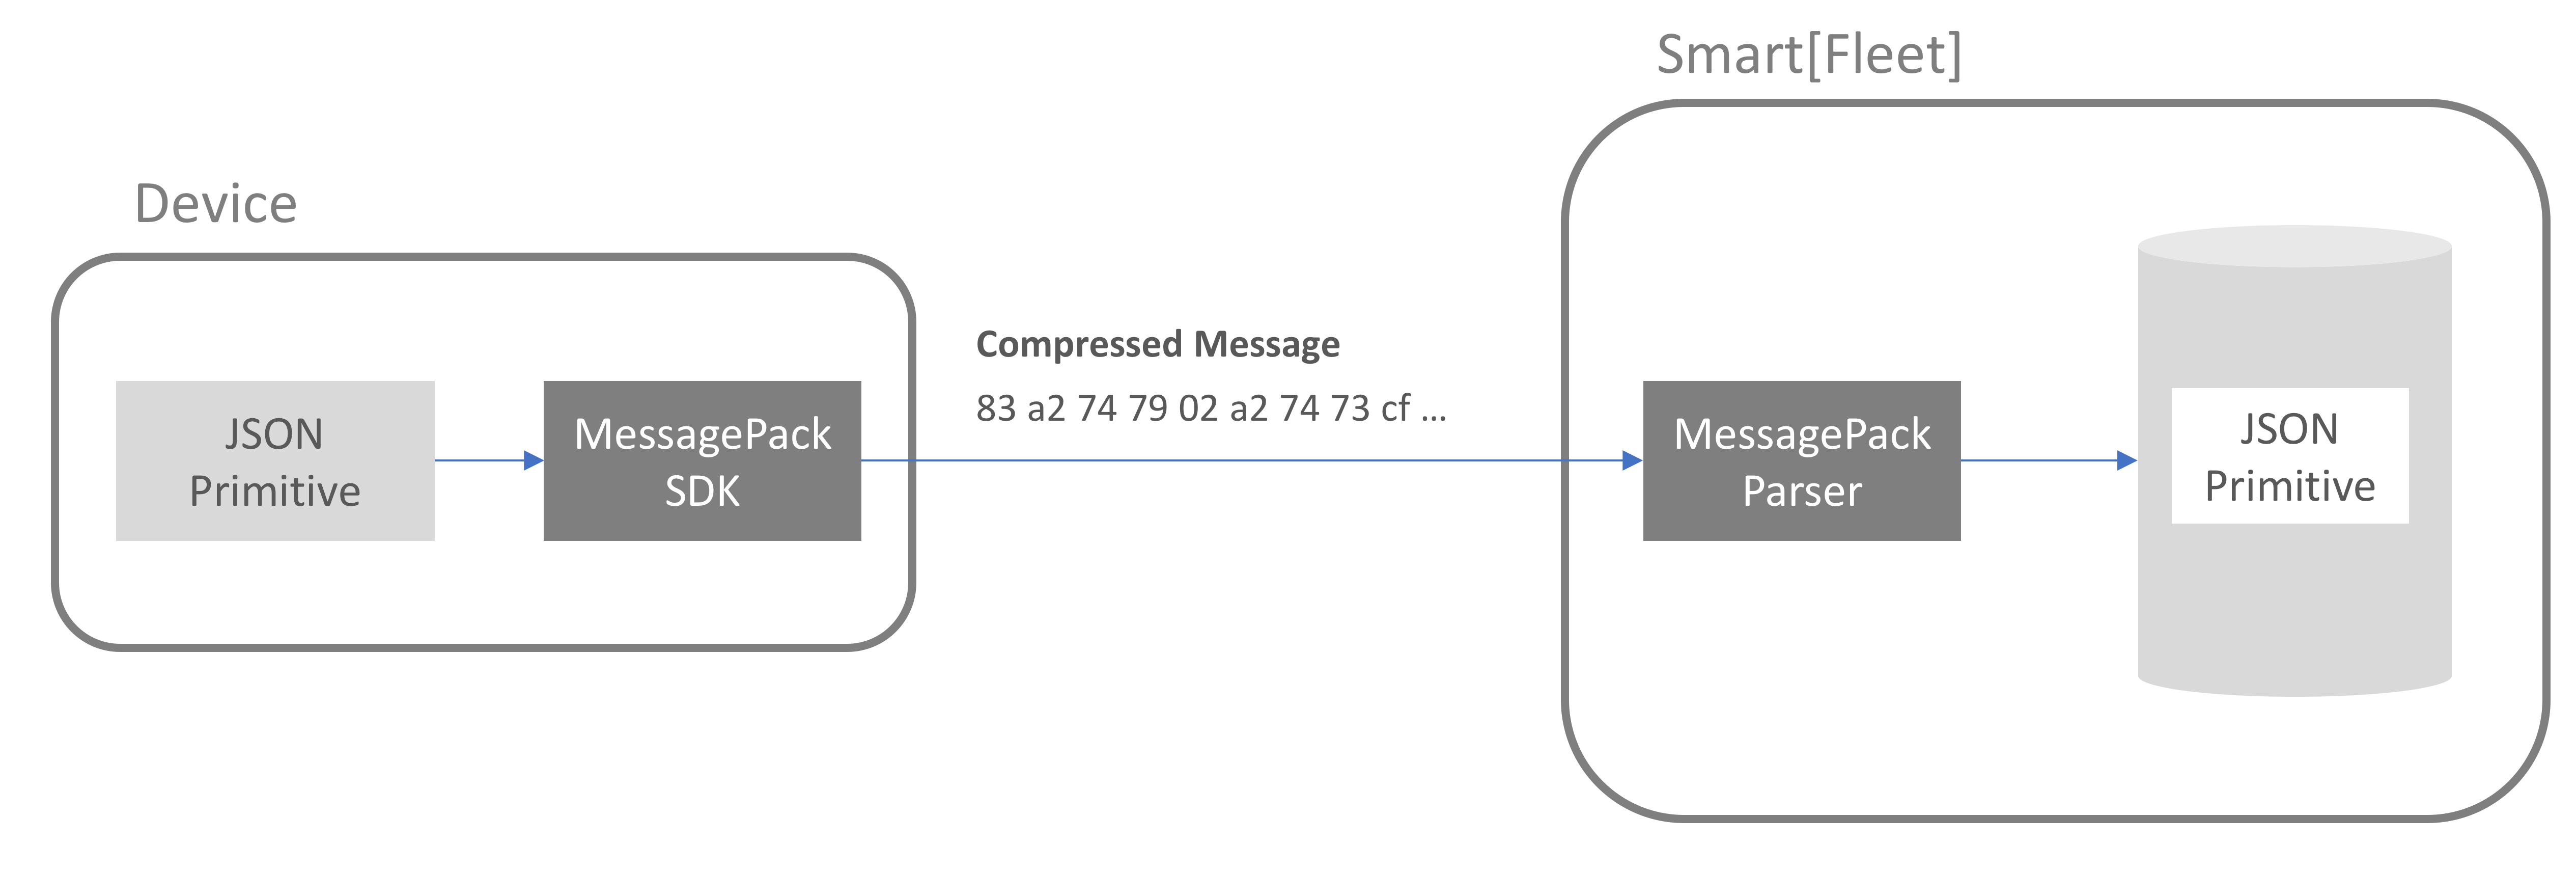 Smart[Fleet]
Device
Compressed Message
83 a2 74 79 02 a2 74 73 cf ...
JSON
Primitive
MessagePack
SDK
MessagePack
Parser
JSON
Primitive